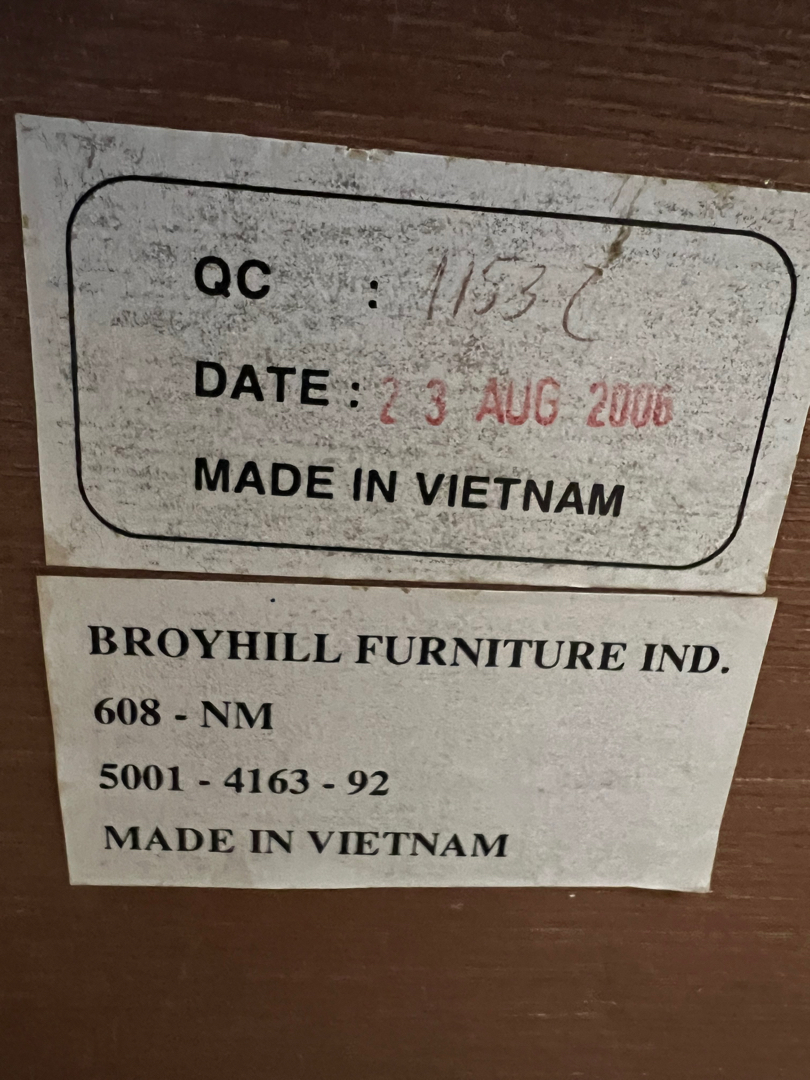 QC : 1153
DATE : 23 AUG 2006
MADE IN VIETNAM
BROYHILL FURNITURE IND.
608 - NM
5001 - 4163 - 92
MADE IN VIETNAM